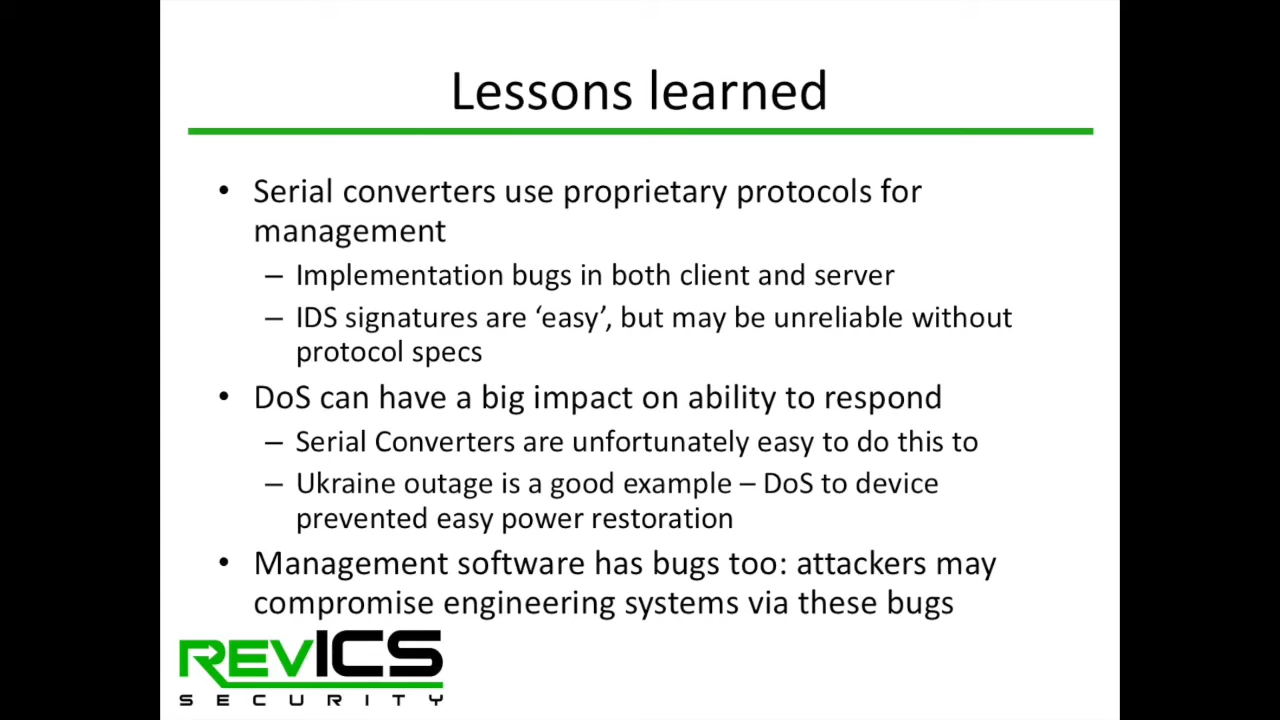 Lessons learned
• Serial converters use proprietary protocols for
management
– Implementation bugs in both client and server
– IDS signatures are ‘easy’, but may be unreliable without
protocol specs
• DoS can have a big impact on ability to respond
– Serial Converters are unfortunately easy to do this to
– Ukraine outage is a good example – DoS to device
prevented easy power restoration
• Management software has bugs too: attackers may
compromise engineering systems via these bugs
REVICS
SECURITY